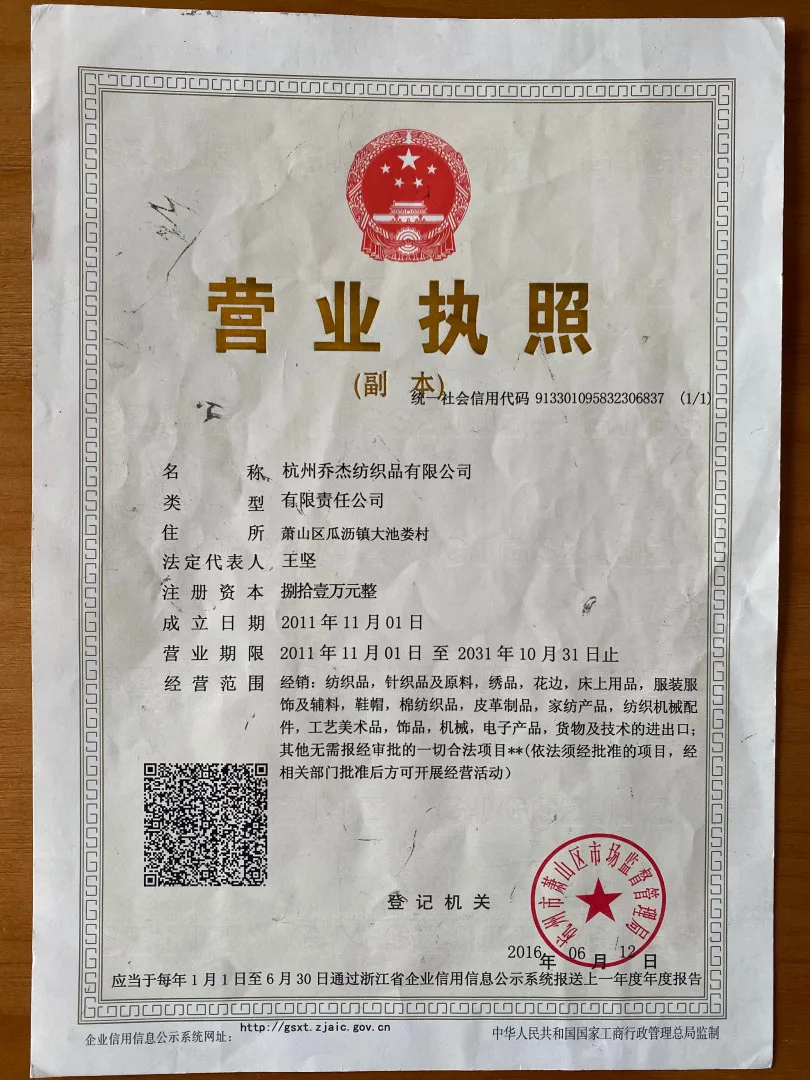 营业执照
(副 本)
统一社会信用代码 913301095832306837 (1/1)
名 称 杭州乔杰纺织品有限公司
类 型 有限责任公司
住 所 萧山区瓜沥镇大池娄村
法定代表人 王坚
注册资本 捌拾壹万元整
成立日期 2011年11月01日
营业期限 2011年11月01日 至 2031年10月31日止
经营范围 经销：纺织品，针织品及原料，绣品，花边，床上用品，服装服
饰及辅料，鞋帽，棉纺织品，皮革制品，家纺产品，纺织机械配
件，工艺美术品，饰品，机械，电子产品，货物及技术的进出口；
其他无需报经审批的一切合法项目**(依法须经批准的项目，经
相关部门批准后方可开展经营活动）
杭州市萧山区市场监督管理局
登记机关
2016年06月12日
应当于每年1月1日至6月30日通过浙江省企业信用信息公示系统报送上一年度年度报告
企业信用信息公示系统网址： http://gsxt.zjaic.gov.cn
中华人民共和国国家工商行政管理总局监制